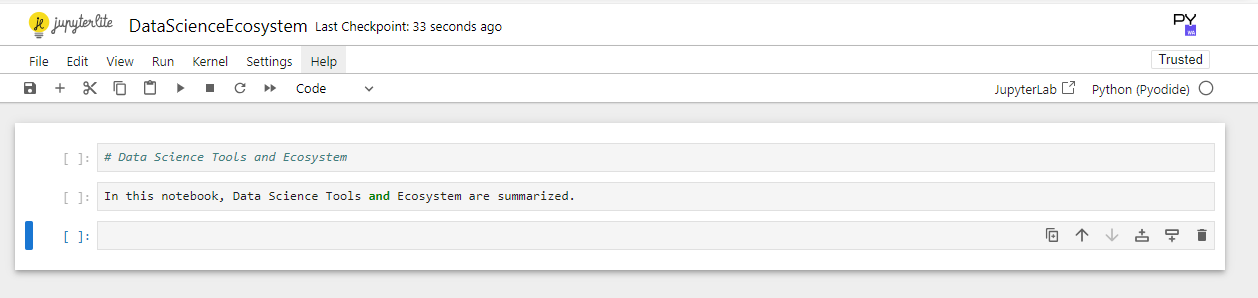 jupyterlite DataScienceEcosystem Last Checkpoint: 33 seconds ago PY WA
File Edit View Run Kernel Settings Help Trusted
Code JupyterLab Python (Pyodide)
[ ]: # Data Science Tools and Ecosystem
[ ]: In this notebook, Data Science Tools and Ecosystem are summarized.
[ ]: